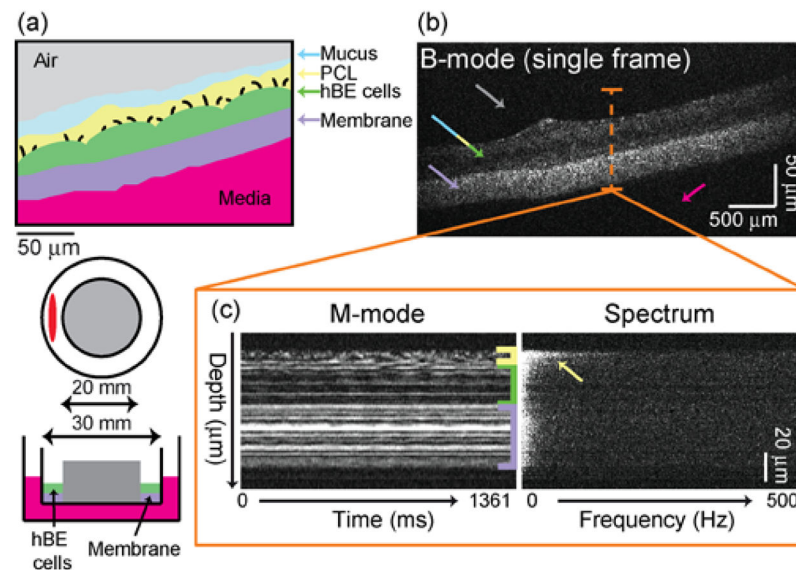 (a)
Air
Mucus
PCL
hBE cells
Membrane
Media
50 μm
(b)
B-mode (single frame)
50 μm
500 μm
20 mm
30 mm
hBE
cells
Membrane
(c)
M-mode
Spectrum
Depth
(μm)
20 μm
0
1361
0
500
Time (ms)
Frequency (Hz)